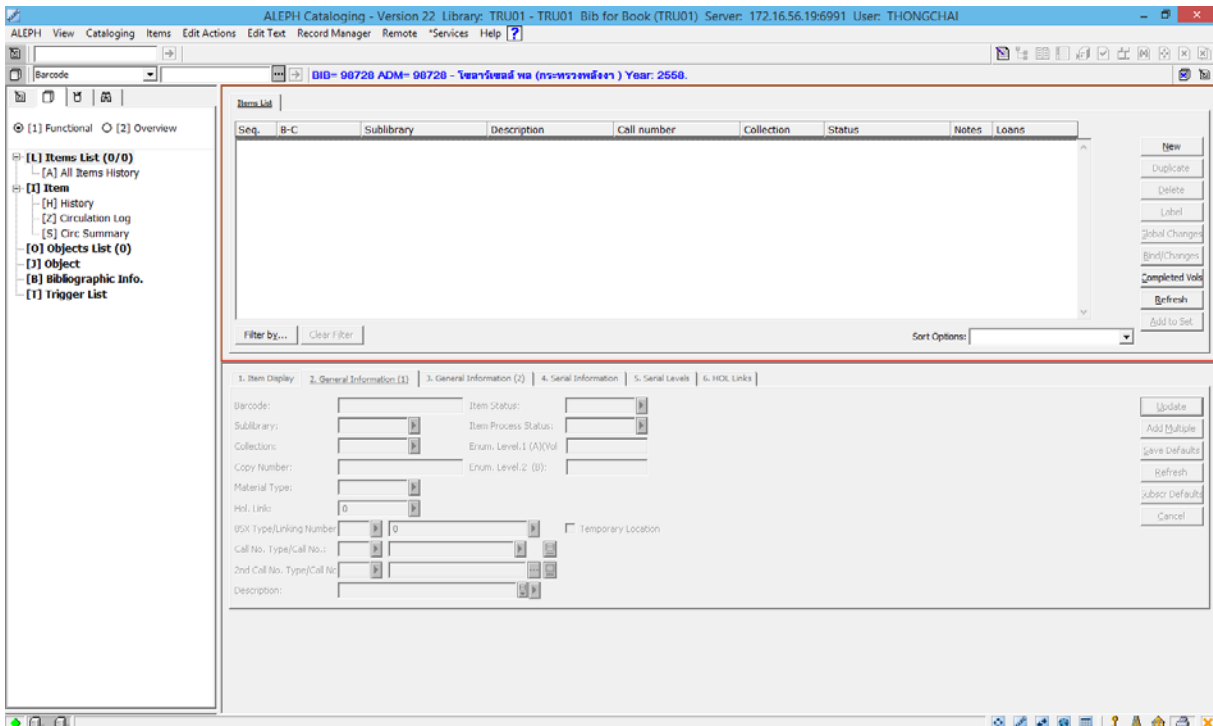 ALEPH Cataloging - Version 22 Library: TRU01 - TRU01 Bib for Book (TRU01) Server: 172.16.56.19:6991 User: THONGCHAI
ALEPH View Cataloging Items Edit Actions Edit Text Record Manager Remote *Services Help ?
Barcode
BIB= 98728 ADM= 98728 - โซลาร์เซลล์ พล (กระทรวงพลังงา ) Year: 2558.
[1] Functional [2] Overview
[L] Items List (0/0)
[A] All Items History
[I] Item
[H] History
[Z] Circulation Log
[S] Circ Summary
[O] Objects List (0)
[J] Object
[B] Bibliographic Info.
[T] Trigger List
Items List
Seq. B-C Sublibrary Description Call number Collection Status Notes Loans
New
Duplicate
Delete
Label
Global Changes
Bind/Changes
Completed Vols
Refresh
Add to Set
Filter by... Clear Filter Sort Options:
1. Item Display 2. General Information (1) 3. General Information (2) 4. Serial Information 5. Serial Levels 6. HOL Links
Barcode: Item Status:
Sublibrary: Item Process Status:
Collection: Enum. Level.1 (A)(Vol
Copy Number: Enum. Level.2 (B):
Material Type:
Hol. Link: 0
BSX Type/Linking Number 0 Temporary Location
Call No. Type/Call No.:
2nd Call No. Type/Call Nc
Description:
Update
Add Multiple
Save Defaults
Refresh
Subscr Defaults
Cancel